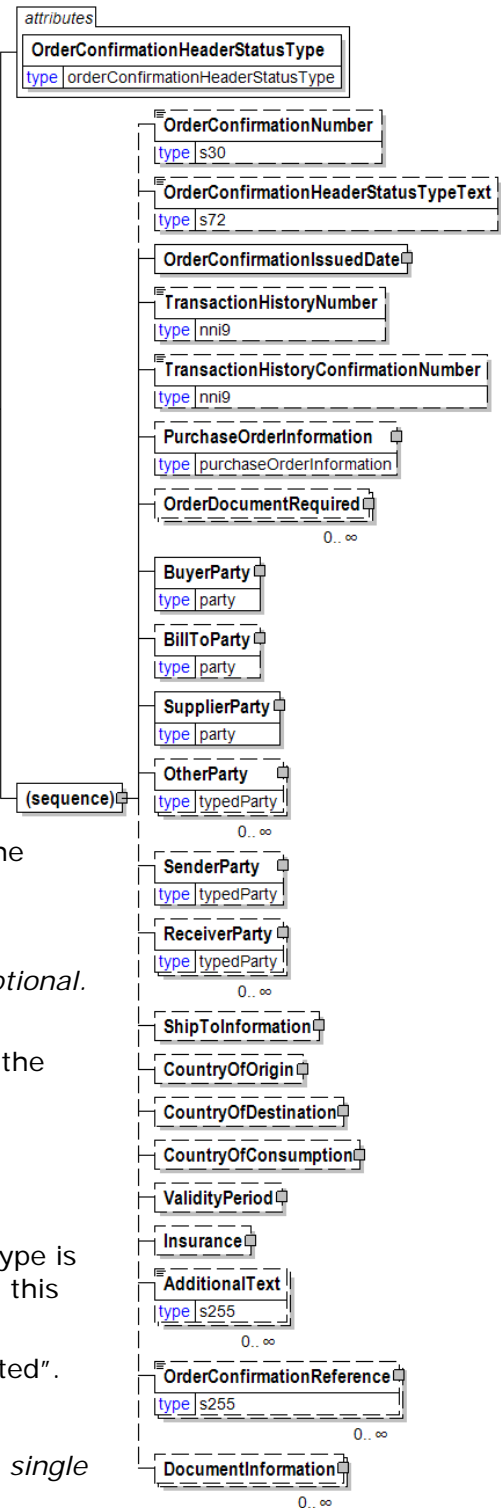 attributes
OrderConfirmationHeaderStatusType
type orderConfirmationHeaderStatusType
OrderConfirmationNumber
type s30
OrderConfirmationHeaderStatusTypeText
type s72
OrderConfirmationIssuedDate
TransactionHistoryNumber
type nni9
TransactionHistoryConfirmationNumber
type nni9
PurchaseOrderInformation
type purchaseOrderInformation
OrderDocumentRequired
0.. ∞
BuyerParty
type party
BillToParty
type party
SupplierParty
type party
OtherParty
type typedParty
0.. ∞
(sequence)
SenderParty
type typedParty
ReceiverParty
type typedParty
0.. ∞
ShipToInformation
the
CountryOfOrigin
CountryOfDestination
CountryOfConsumption
ValidityPeriod
Insurance
ype is
this
AdditionalText
type s255
0.. ∞
ted".
OrderConfirmationReference
type s255
0.. ∞
single
DocumentInformation
0.. ∞